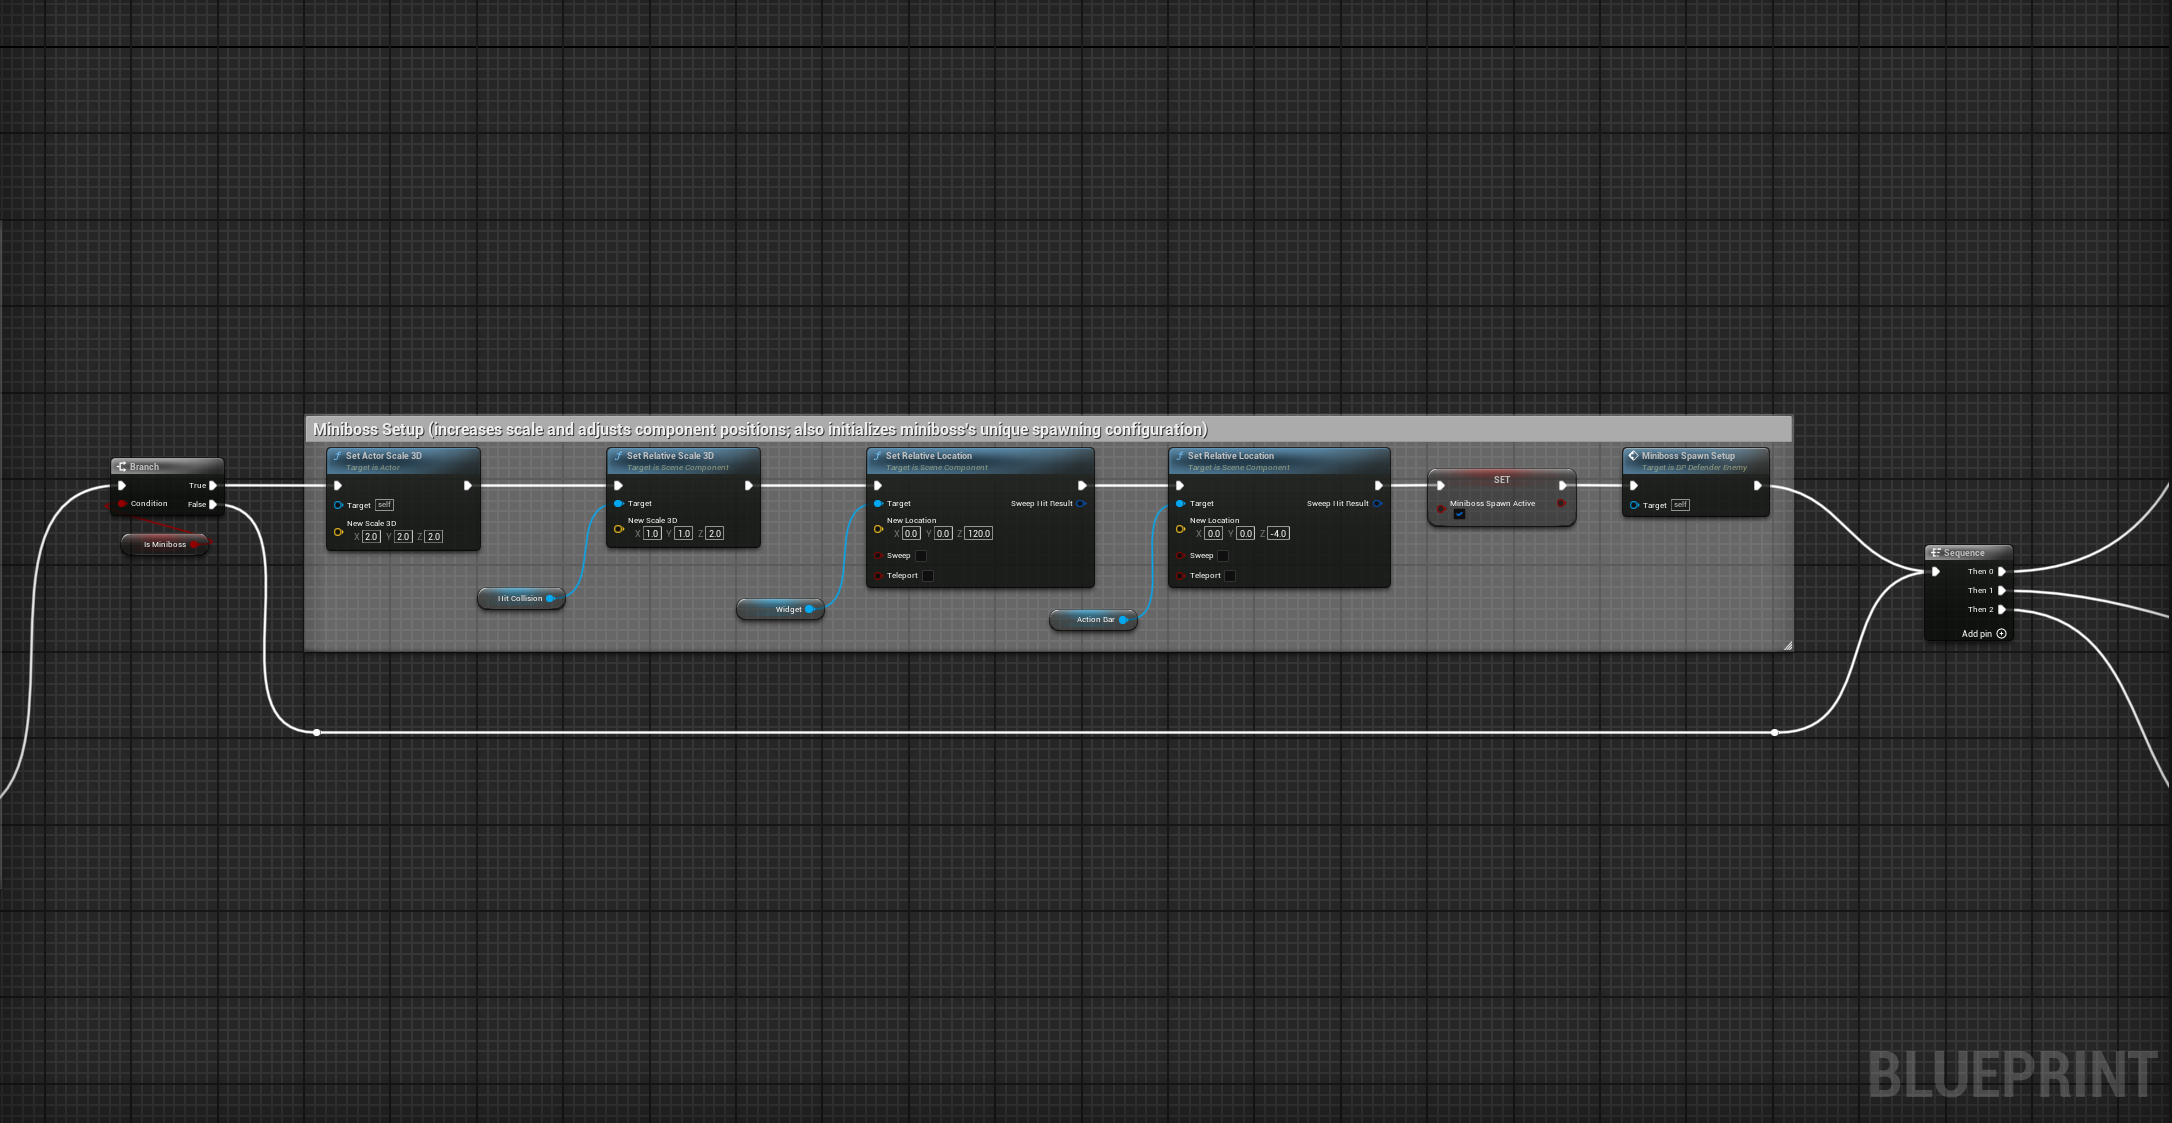 Miniboss Setup (increases scale and adjusts component positions; also initializes miniboss's unique spawning configuration)
Branch
True
Condition
False
Is Miniboss
Set Actor Scale 3D
Target is Actor
Target self
New Scale 3D
X 2.0 Y 2.0 Z 2.0
Hit Collision
Set Relative Scale 3D
Target is Scene Component
Target
New Scale 3D
X 1.0 Y 1.0 Z 2.0
Widget
Set Relative Location
Target is Scene Component
Target
Sweep Hit Result
New Location
X 0.0 Y 0.0 Z 120.0
Sweep
Teleport
Action Bar
Set Relative Location
Target is Scene Component
Target
Sweep Hit Result
New Location
X 0.0 Y 0.0 Z -4.0
Sweep
Teleport
SET
Miniboss Spawn Active
Miniboss Spawn Setup
Target is BP Defender Enemy
Target self
Sequence
Then 0
Then 1
Then 2
Add pin
BLUEPRINT